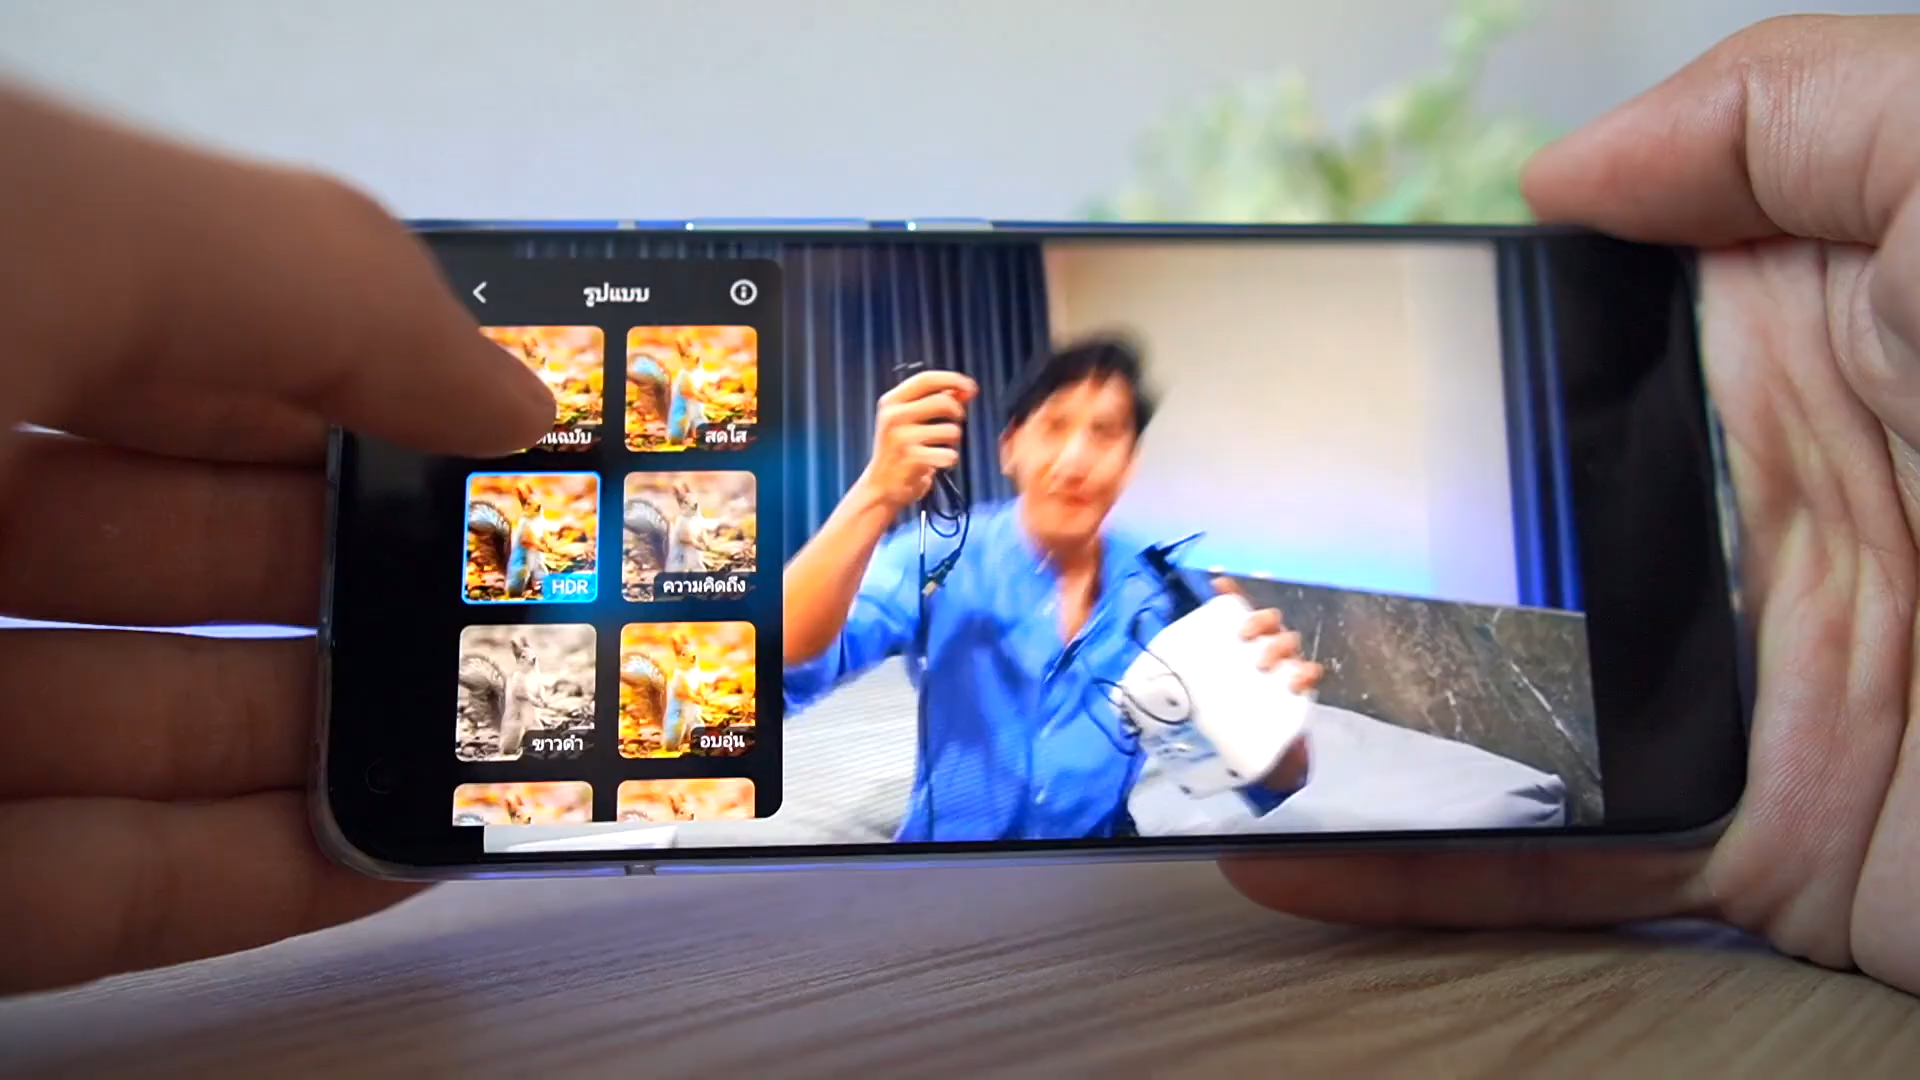 รูปแบบ
สดใส
HDR
ความคิดถึง
ขาวดำ
อบอุ่น